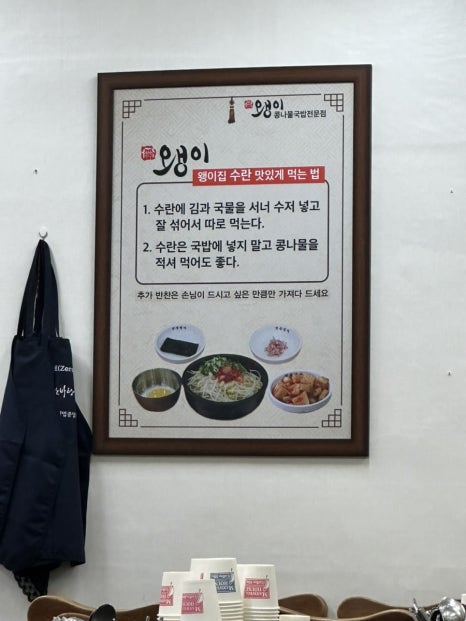 왱이 콩나물국밥전문점
왱이
왱이집 수란 맛있게 먹는 법
1. 수란에 김과 국물을 서너 수저 넣고
잘 섞어서 따로 먹는다.
2. 수란은 국밥에 넣지 말고 콩나물을
적셔 먹어도 좋다.
추가 반찬은 손님이 드시고 싶은 만큼만 가져다 드세요